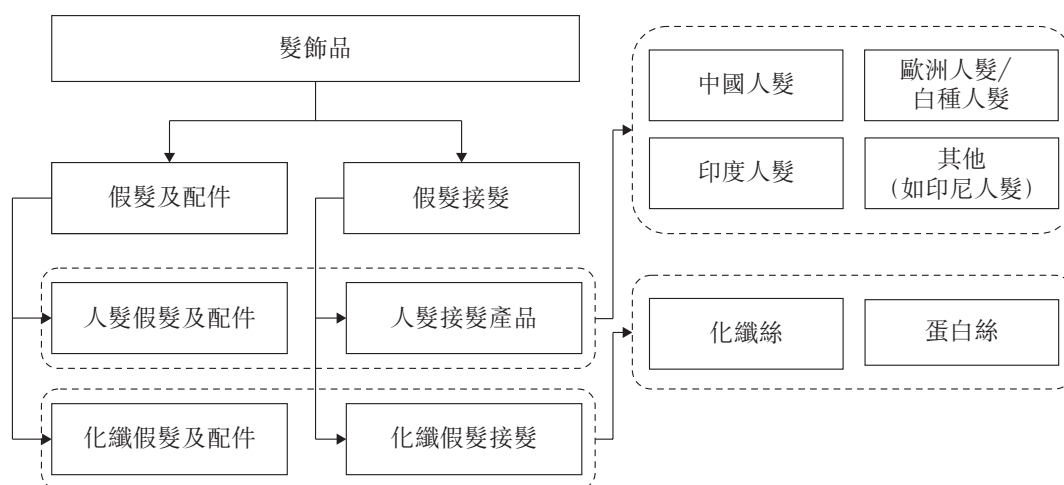 髮飾品
假髮及配件
假髮接髮
人髮假髮及配件
人髮接髮產品
化纖假髮及配件
化纖假髮接髮
中國人髮
歐洲人髮/
白種人髮
印度人髮
其他
(如印尼人髮)
化纖絲
蛋白絲